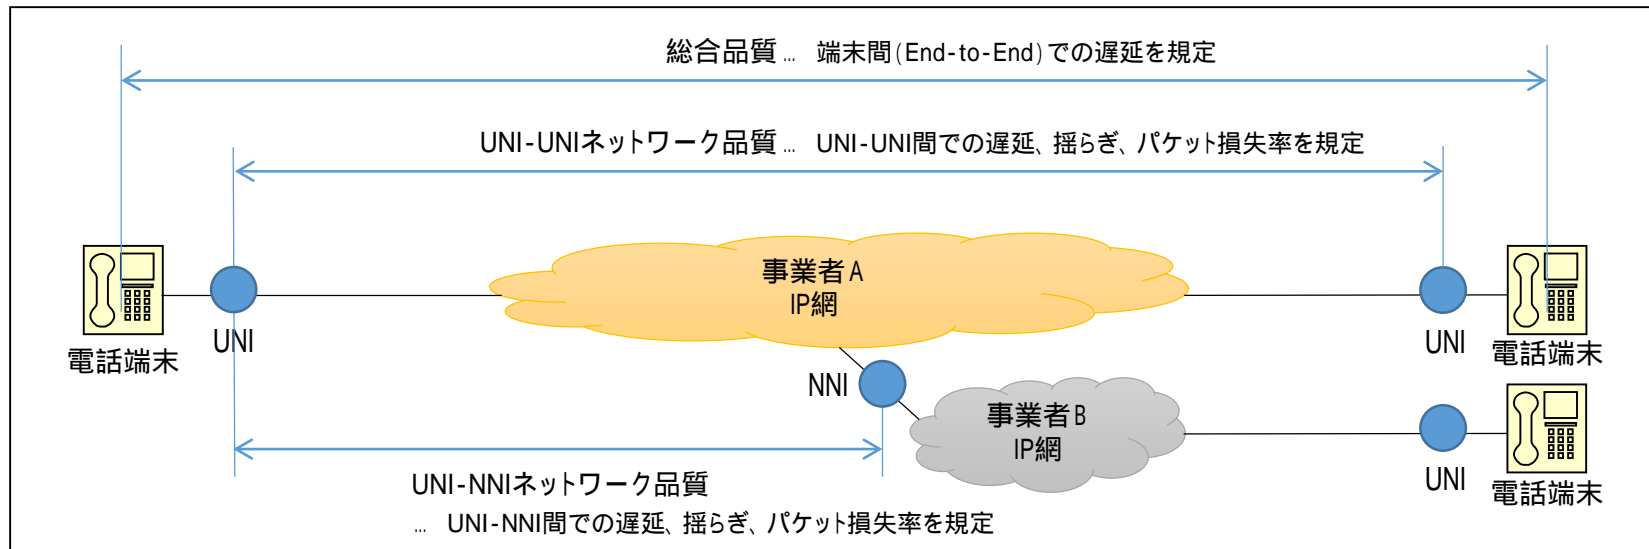 総合品質… 端末間(End-to-End)での遅延を規定
UNI-UNIネットワーク品質… UNI-UNI間での遅延、揺らぎ、パケット損失率を規定
事業者A
IP網
UNI
電話端末
UNI
電話端末
NNI
事業者B
IP網
UNI
電話端末
UNI-NNIネットワーク品質
… UNI-NNI間での遅延、揺らぎ、パケット損失率を規定